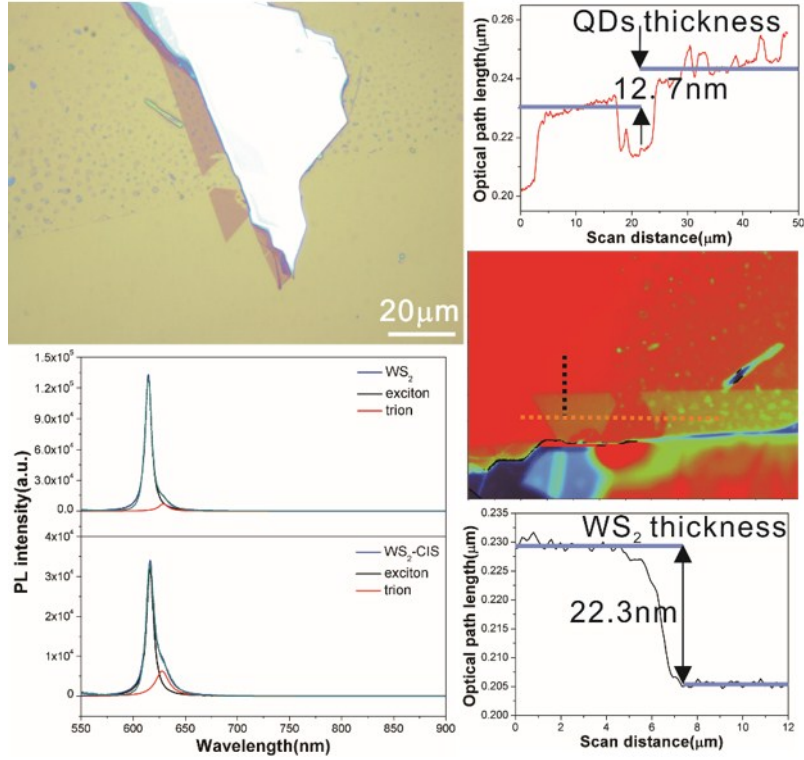 20μm
QDs thickness
12. 7nm
Optical path length(μm)
0.24
0.22
0.20
0 10 20 30 40 50
Scan distance(μm)
PL intensity(a.u.)
1.5x10⁵
1.2x10⁵
9.0x10⁴
6.0x10⁴
3.0x10⁴
0.0
WS₂
exciton
trion
4x10⁴
3x10⁴
2x10⁴
1x10⁴
0
WS₂-CIS
exciton
trion
550 600 650 700 750 800 850 900
Wavelength(nm)
WS₂ thickness
22.3nm
Optical path length(μm)
0.235
0.230
0.225
0.220
0.215
0.210
0.205
0.200
0 2 4 6 8 10 12
Scan distance(μm)